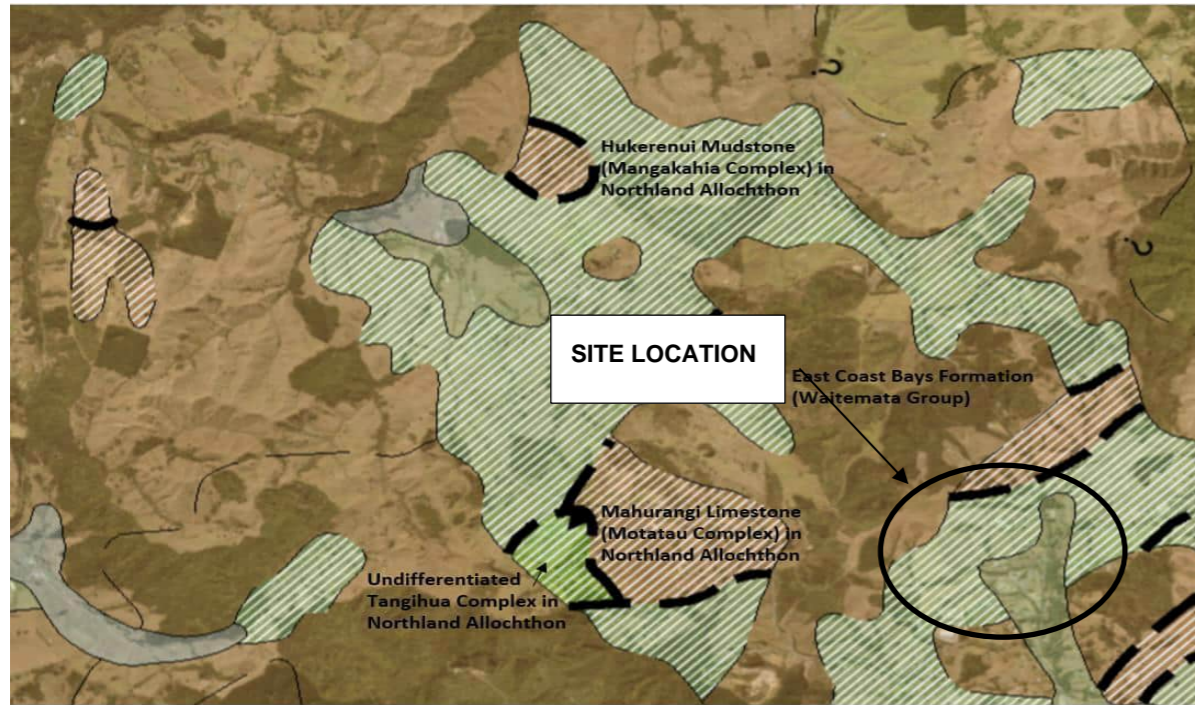 ?
Hukerenui Mudstone
(Mangakahia Complex) in
Northland Allochthon
?
SITE LOCATION
East Coast Bays Formation
(Waitemata Group)
Mahurangi Limestone
(Motatau Complex) in
Northland Allochthon
Undifferentiated
Tangihua Complex in
Northland Allochthon